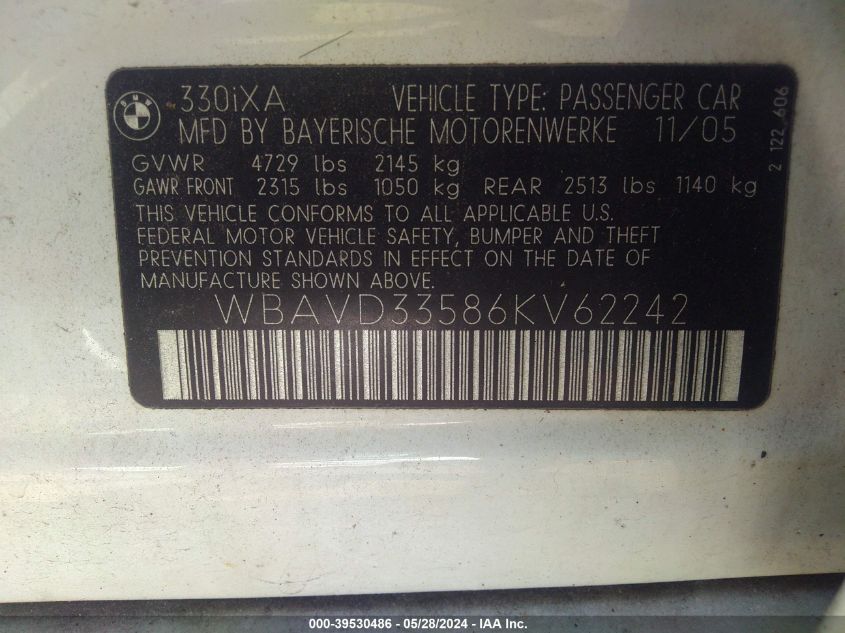 BMW
330iXA VEHICLE TYPE: PASSENGER CAR
MFD BY BAYERISCHE MOTORENWERKE 11/05
GVWR 4729 lbs 2145 kg
GAWR FRONT 2315 lbs 1050 kg REAR 2513 lbs 1140 kg
THIS VEHICLE CONFORMS TO ALL APPLICABLE U.S.
FEDERAL MOTOR VEHICLE SAFETY, BUMPER AND THEFT
PREVENTION STANDARDS IN EFFECT ON THE DATE OF
MANUFACTURE SHOWN ABOVE.
WBAVD33586KV62242
2 122 606
000-39530486 / 05/28/2024 - IAA Inc.